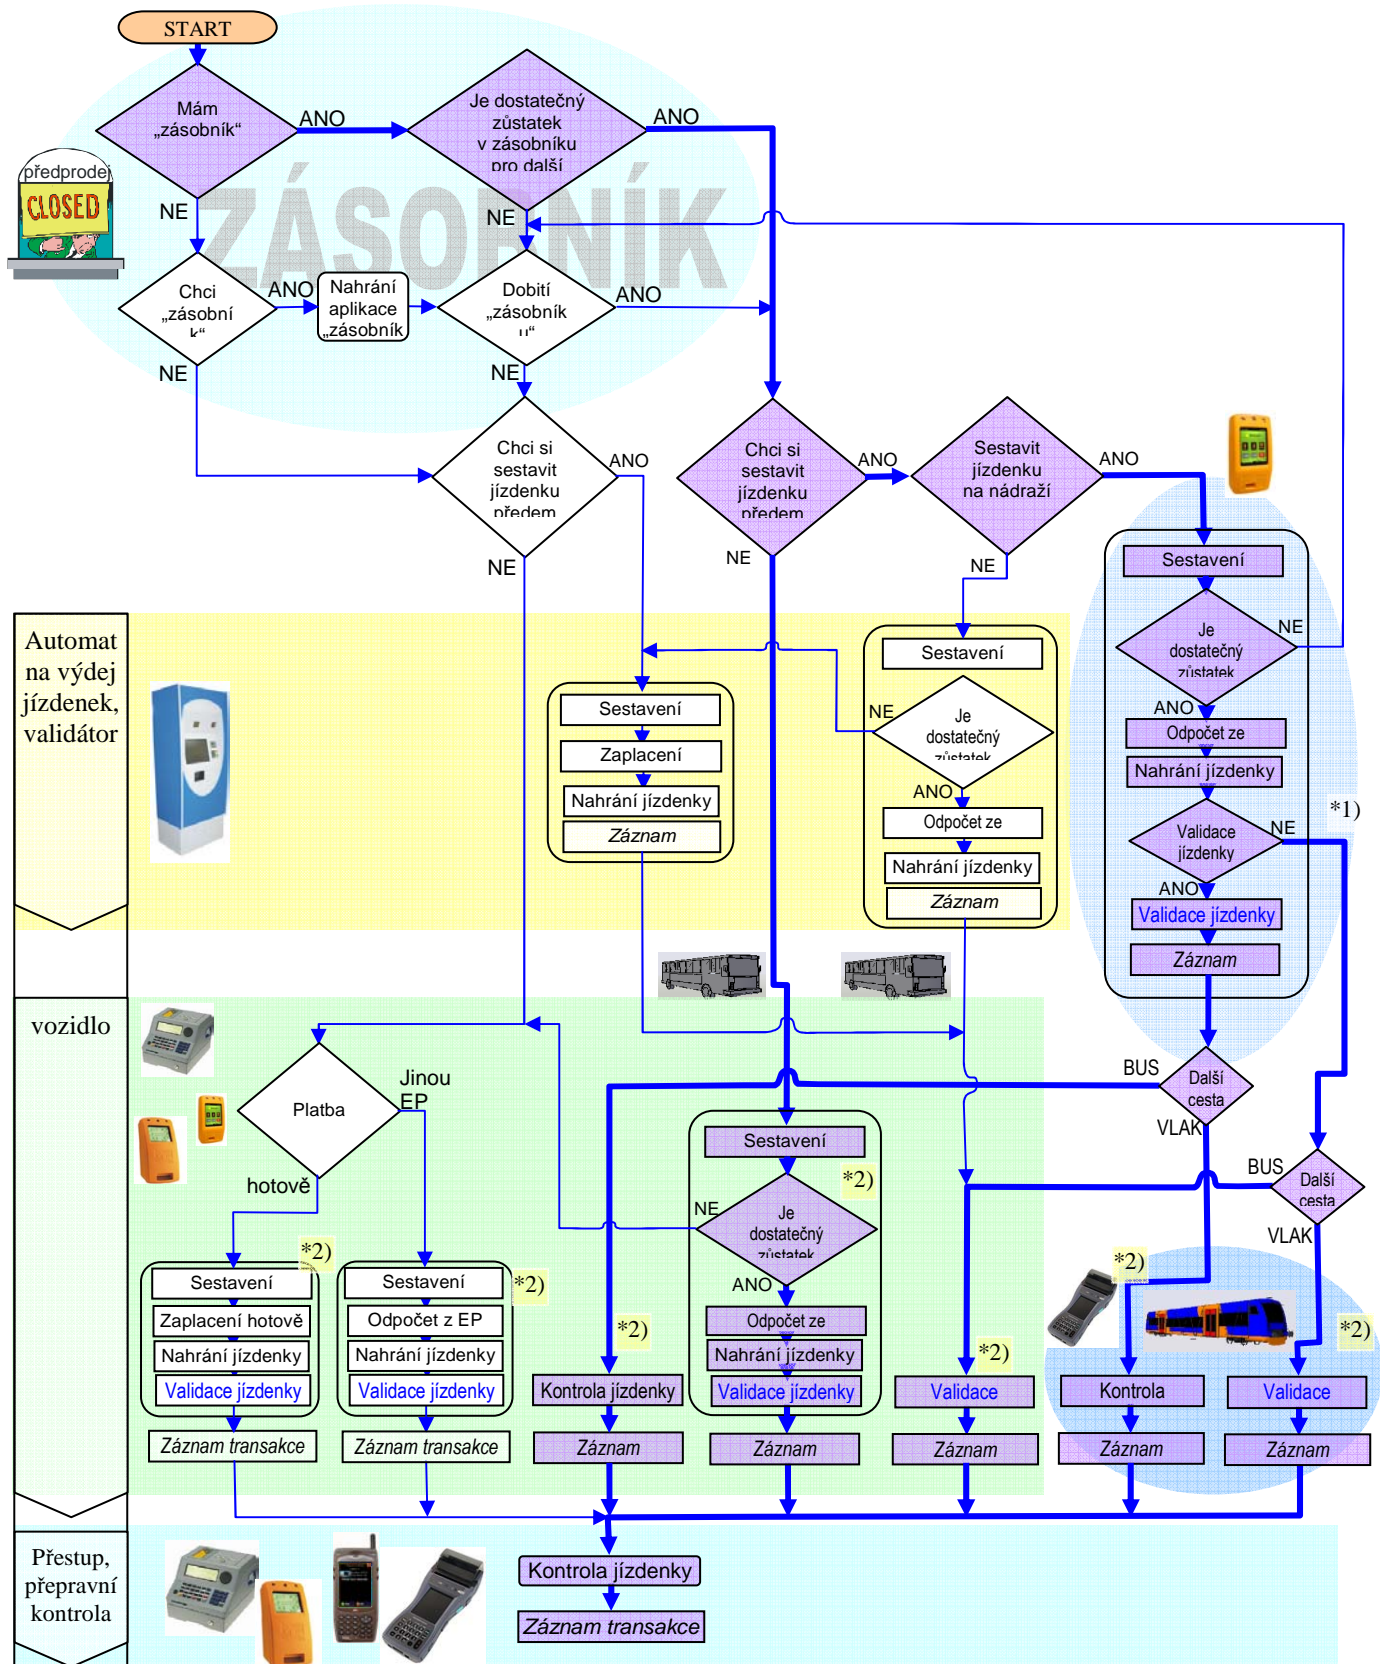 START
Mám
„zásobník“
ANO
Je dostatečný
zůstatek
v zásobníku
pro další
ANO
předprodej
CLOSED
ZÁSOBNÍK
NE
NE
Chci
„zásobní
k“
ANO
Nahrání
aplikace
„zásobník
Dobití
„zásobník
u“
ANO
NE
NE
Chci si
sestavit
jízdenku
předem
ANO
Chci si
sestavit
jízdenku
předem
ANO
Sestavit
jízdenku
na nádraží
ANO
NE
NE
NE
Sestavení
Je
dostatečný
zůstatek
NE
ANO
Odpočet ze
Nahrání jízdenky
Validace
jízdenky
NE
*1)
ANO
Validace jízdenky
Záznam
Automat
na výdej
jízdenek,
validátor
Sestavení
Zaplacení
Nahrání jízdenky
Záznam
Sestavení
NE
Je
dostatečný
zůstatek
ANO
Odpočet ze
Nahrání jízdenky
Záznam
vozidlo
Platba
Jinou
EP
hotově
BUS
Další
cesta
VLAK
BUS
Další
cesta
VLAK
Sestavení
*2)
NE
Je
dostatečný
zůstatek
ANO
Odpočet ze
Nahrání jízdenky
Validace jízdenky
Záznam
*2)
Sestavení
Zaplacení hotově
Nahrání jízdenky
Validace jízdenky
Záznam transakce
*2)
Sestavení
Odpočet z EP
Nahrání jízdenky
Validace jízdenky
Záznam transakce
*2)
Kontrola jízdenky
Záznam
*2)
Validace
Záznam
*2)
Kontrola
Záznam
*2)
Validace
Záznam
Přestup,
přepravní
kontrola
Kontrola jízdenky
Záznam transakce